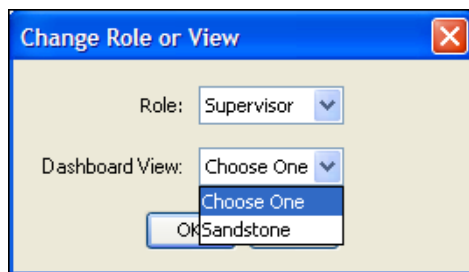 Change Role or View
Role: Supervisor
Dashboard View: Choose One
Choose One
OK Sandstone